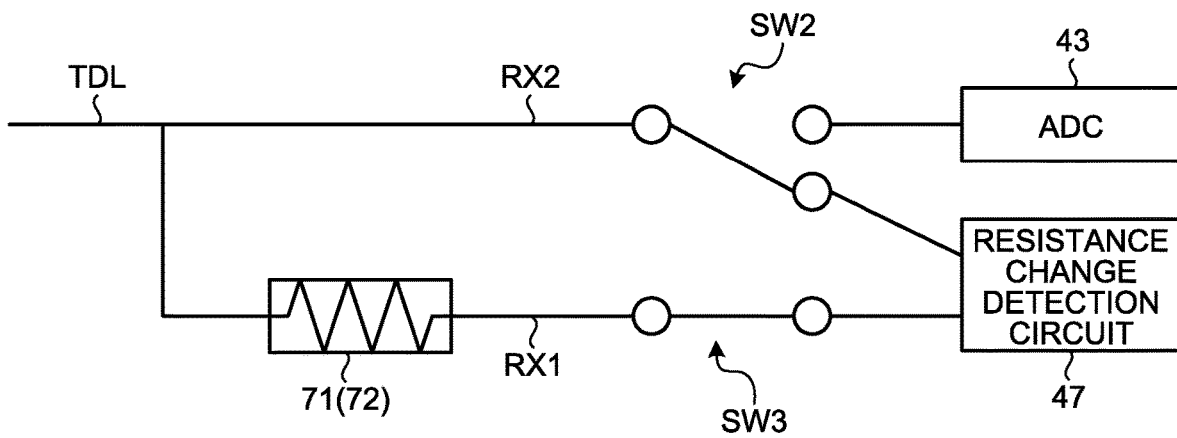 SW2
43
TDL
RX2
ADC
RESISTANCE
CHANGE
DETECTION
CIRCUIT
71(72)
RX1
SW3
47